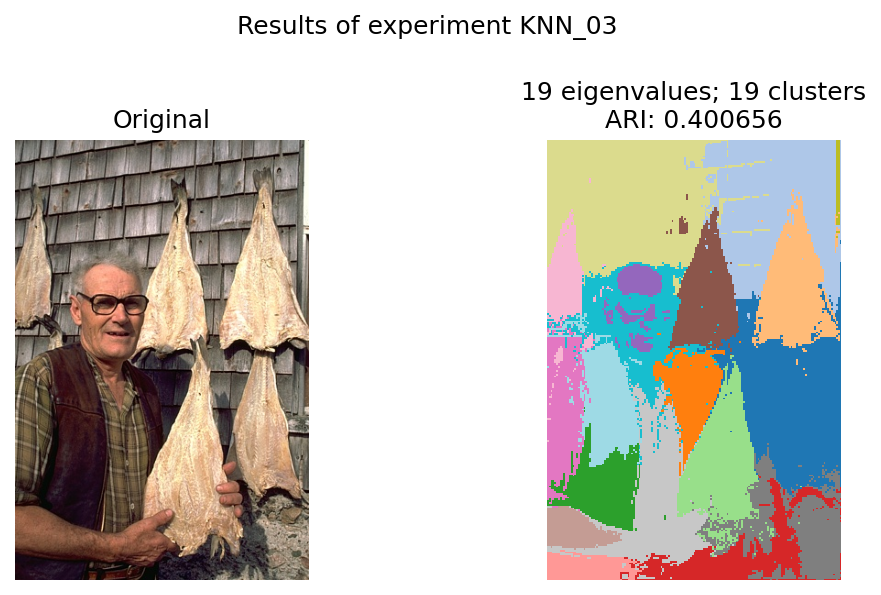 Results of experiment KNN_03
Original
19 eigenvalues; 19 clusters
ARI: 0.400656